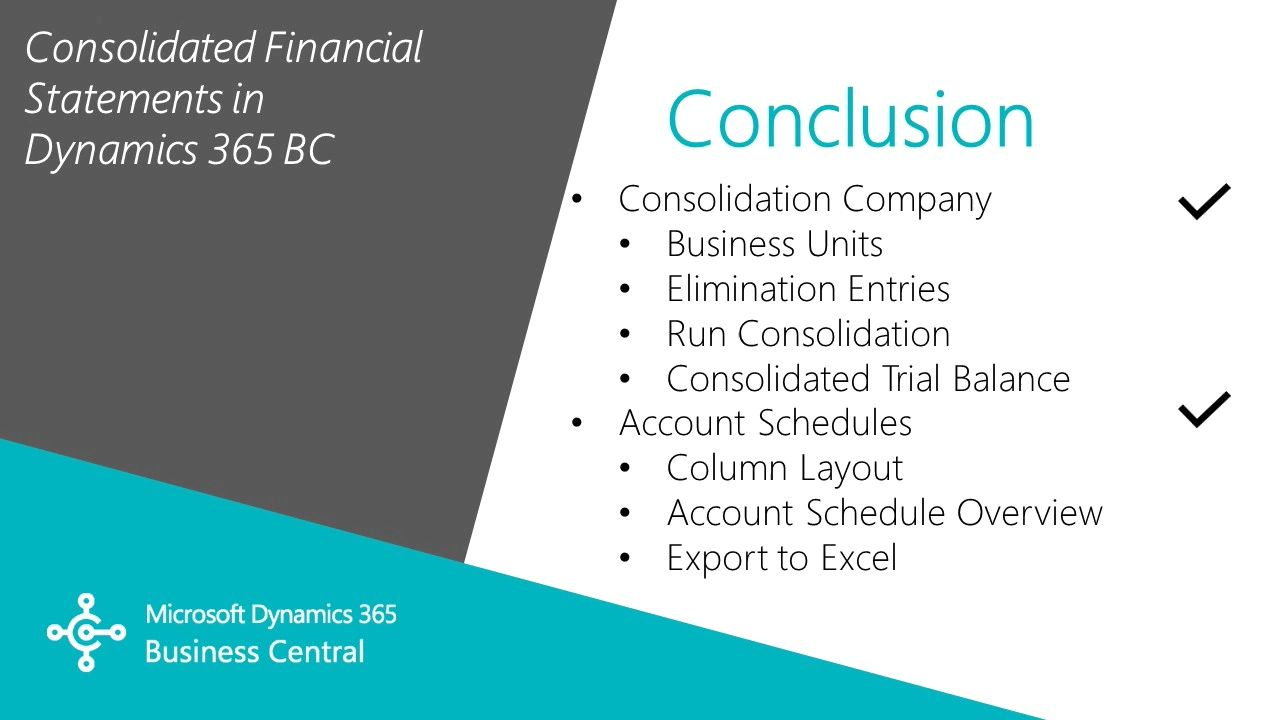 Consolidated Financial
Statements in
Dynamics 365 BC
Conclusion
• Consolidation Company
• Business Units
• Elimination Entries
• Run Consolidation
• Consolidated Trial Balance
• Account Schedules
• Column Layout
• Account Schedule Overview
• Export to Excel
Microsoft Dynamics 365
Business Central